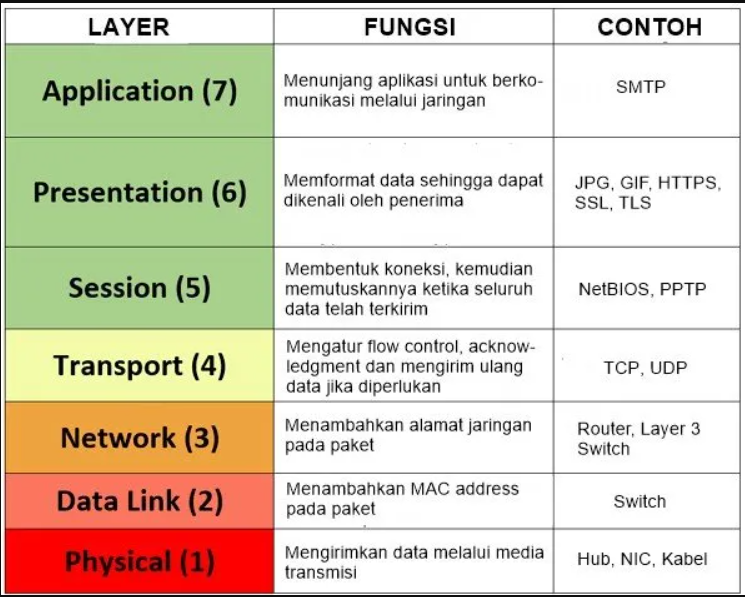 LAYER FUNGSI CONTOH
Application (7)
Menunjang aplikasi untuk berko-
munikasi melalui jaringan
SMTP
Presentation (6)
Memformat data sehingga dapat
dikenali oleh penerima
JPG, GIF, HTTPS,
SSL, TLS
Session (5)
Membentuk koneksi, kemudian
memutuskannya ketika seluruh
data telah terkirim
NetBIOS, PPTP
Transport (4)
Mengatur flow control, acknow-
ledgment dan mengirim ulang
data jika diperlukan
TCP, UDP
Network (3)
Menambahkan alamat jaringan
pada paket
Router, Layer 3
Switch
Data Link (2)
Menambahkan MAC address
pada paket
Switch
Physical (1)
Mengirimkan data melalui media
transmisi
Hub, NIC, Kabel